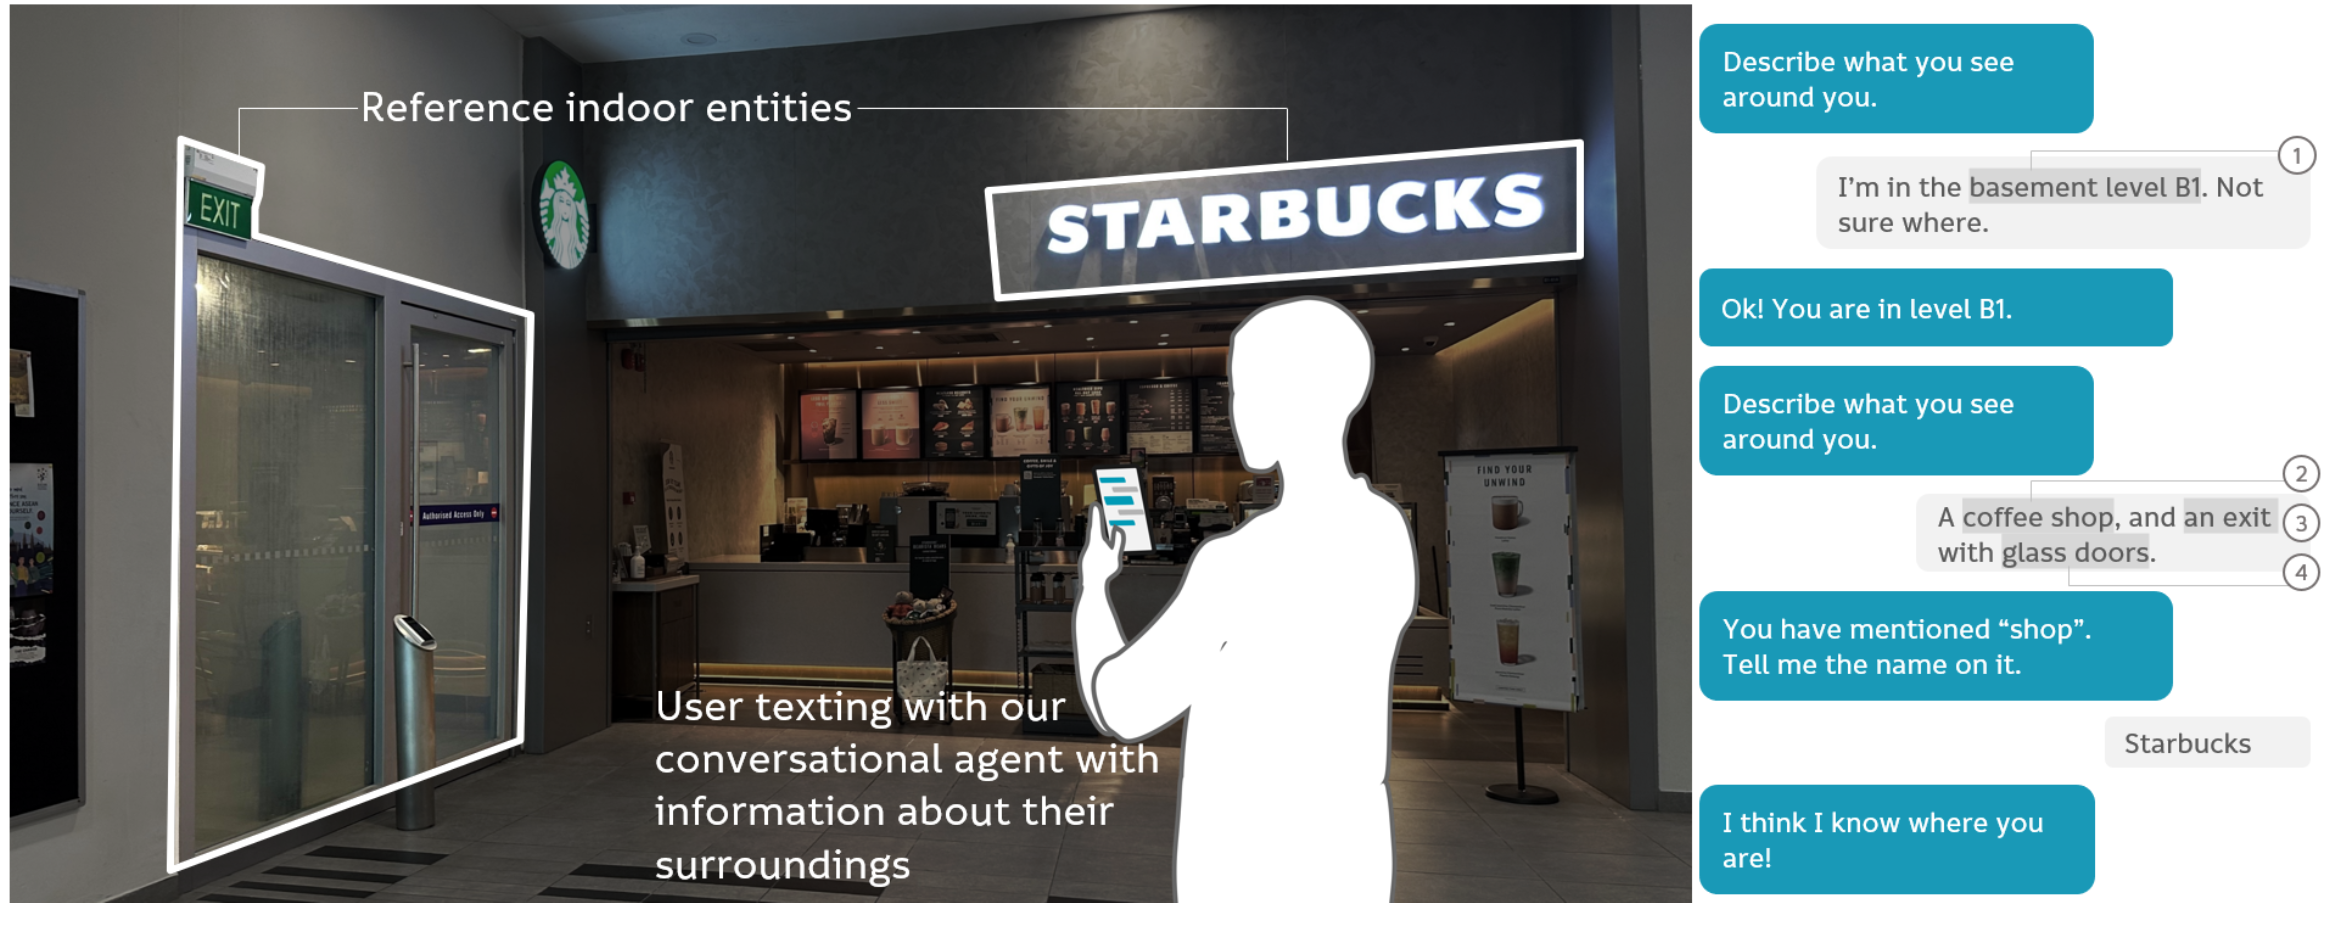 Reference indoor entities
EXIT
STARBUCKS
Authorised Access Only
FIND YOUR
UNWIND
User texting with our
conversational agent with
information about their
surroundings
Describe what you see
around you.
1
I’m in the basement level B1. Not
sure where.
Ok! You are in level B1.
Describe what you see
around you.
2
A coffee shop, and an exit
3
with glass doors.
4
You have mentioned “shop”.
Tell me the name on it.
Starbucks
I think I know where you
are!